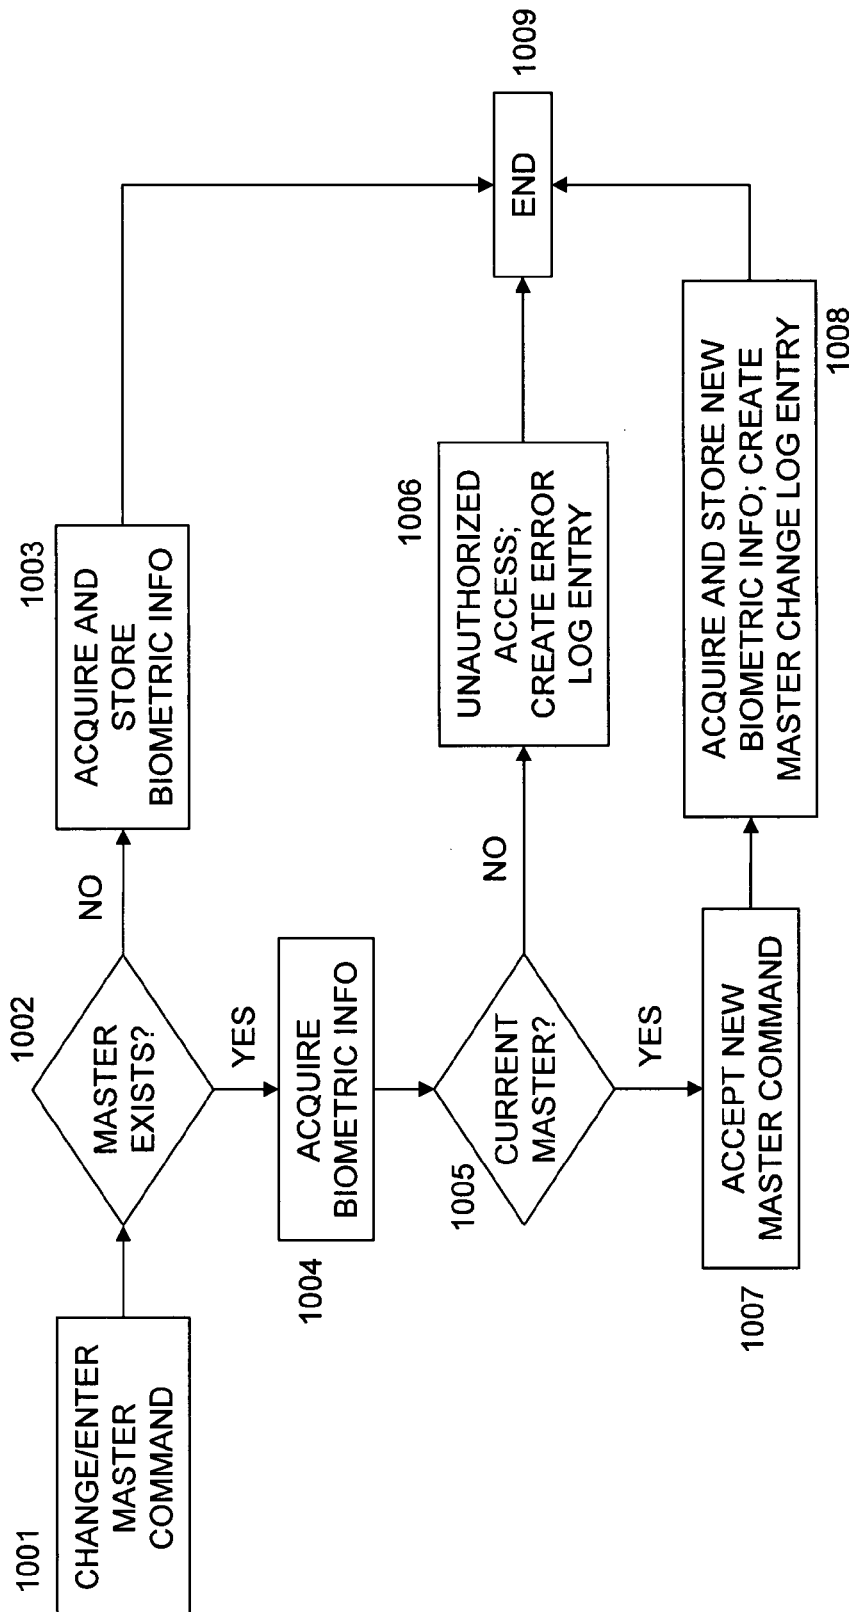 1001
CHANGE/ENTER
MASTER
COMMAND
1002
MASTER
EXISTS?
NO
1003
ACQUIRE AND
STORE
BIOMETRIC INFO
YES
1004
ACQUIRE
BIOMETRIC INFO
1005
CURRENT
MASTER?
NO
1006
UNAUTHORIZED
ACCESS;
CREATE ERROR
LOG ENTRY
YES
1007
ACCEPT NEW
MASTER COMMAND
ACQUIRE AND STORE NEW
BIOMETRIC INFO; CREATE
MASTER CHANGE LOG ENTRY
1008
END
1009